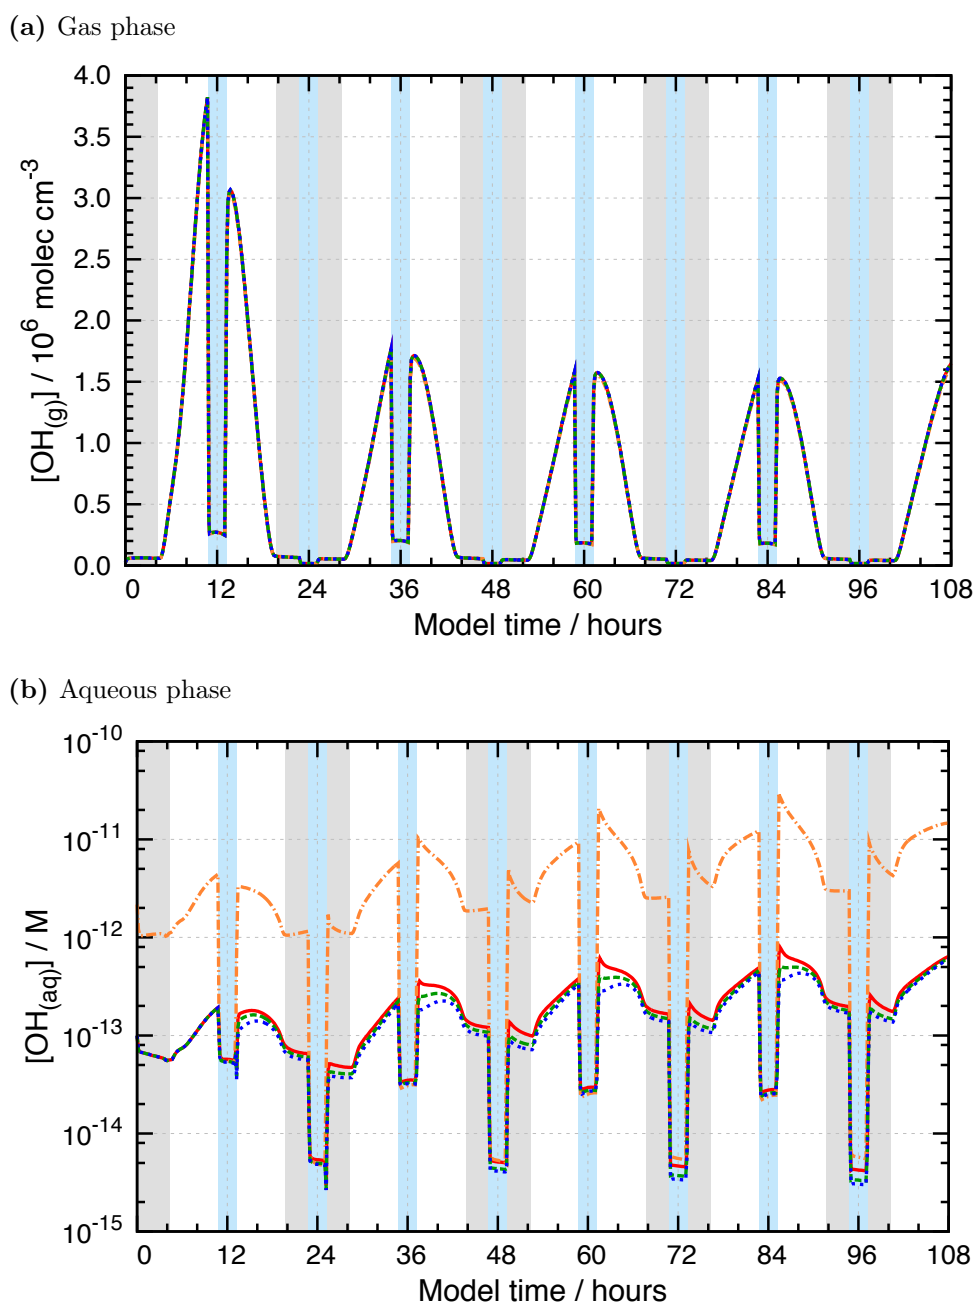 (a) Gas phase
4.0
3.5
3.0
2.5
2.0
1.5
1.0
0.5
0.0
[OH(g)] / 10^6 molec cm^-3
0 12 24 36 48 60 72 84 96 108
Model time / hours
(b) Aqueous phase
10^-10
10^-11
10^-12
10^-13
10^-14
10^-15
[OH(aq)] / M
0 12 24 36 48 60 72 84 96 108
Model time / hours